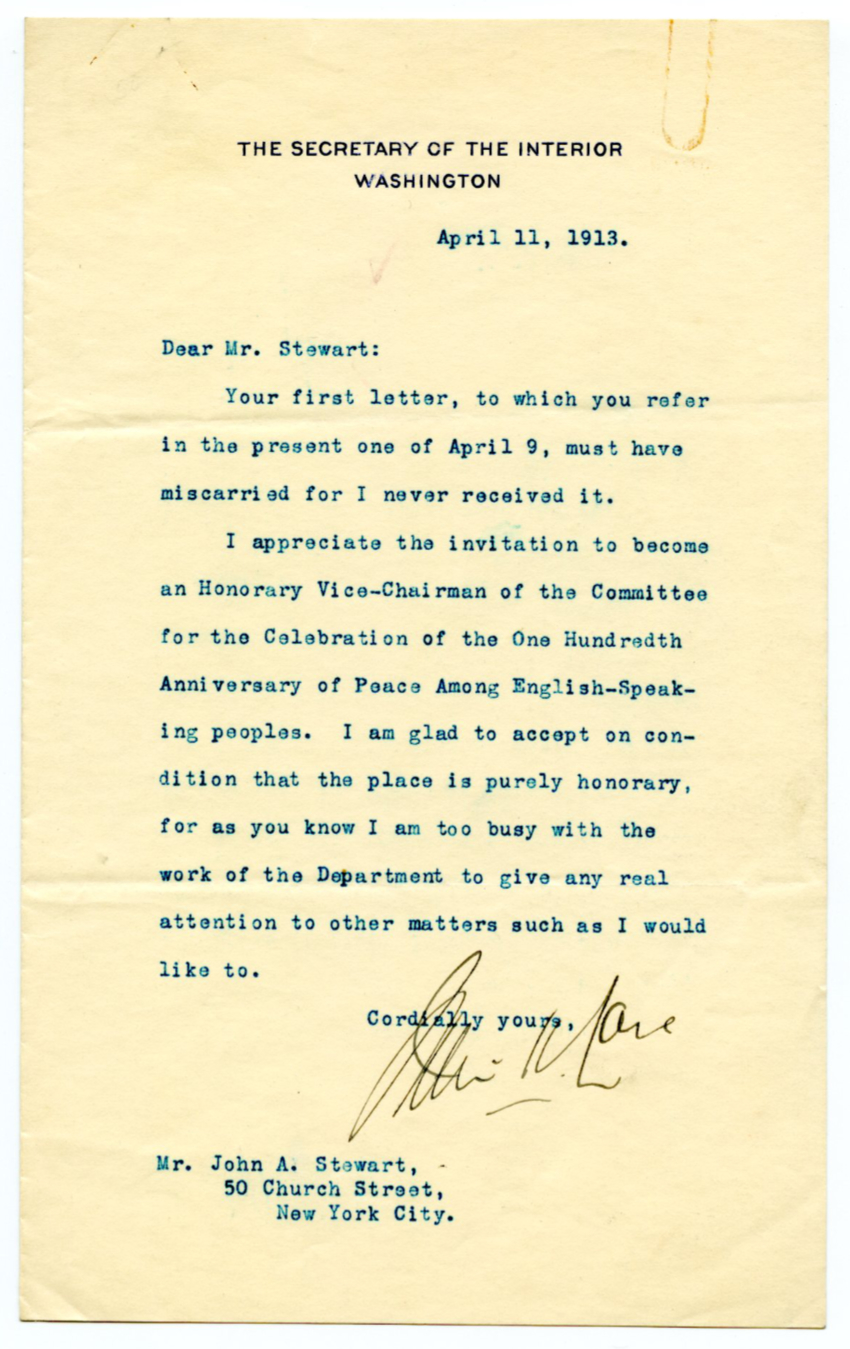 THE SECRETARY OF THE INTERIOR
WASHINGTON
April 11, 1913.
Dear Mr. Stewart:
Your first letter, to which you refer
in the present one of April 9, must have
miscarried for I never received it.
I appreciate the invitation to become
an Honorary Vice-Chairman of the Committee
for the Celebration of the One Hundredth
Anniversary of Peace Among English-Speak-
ing peoples. I am glad to accept on con-
dition that the place is purely honorary,
for as you know I am too busy with the
work of the Department to give any real
attention to other matters such as I would
like to.
Cordially yours,
Lane
Mr. John A. Stewart,
50 Church Street,
New York City.